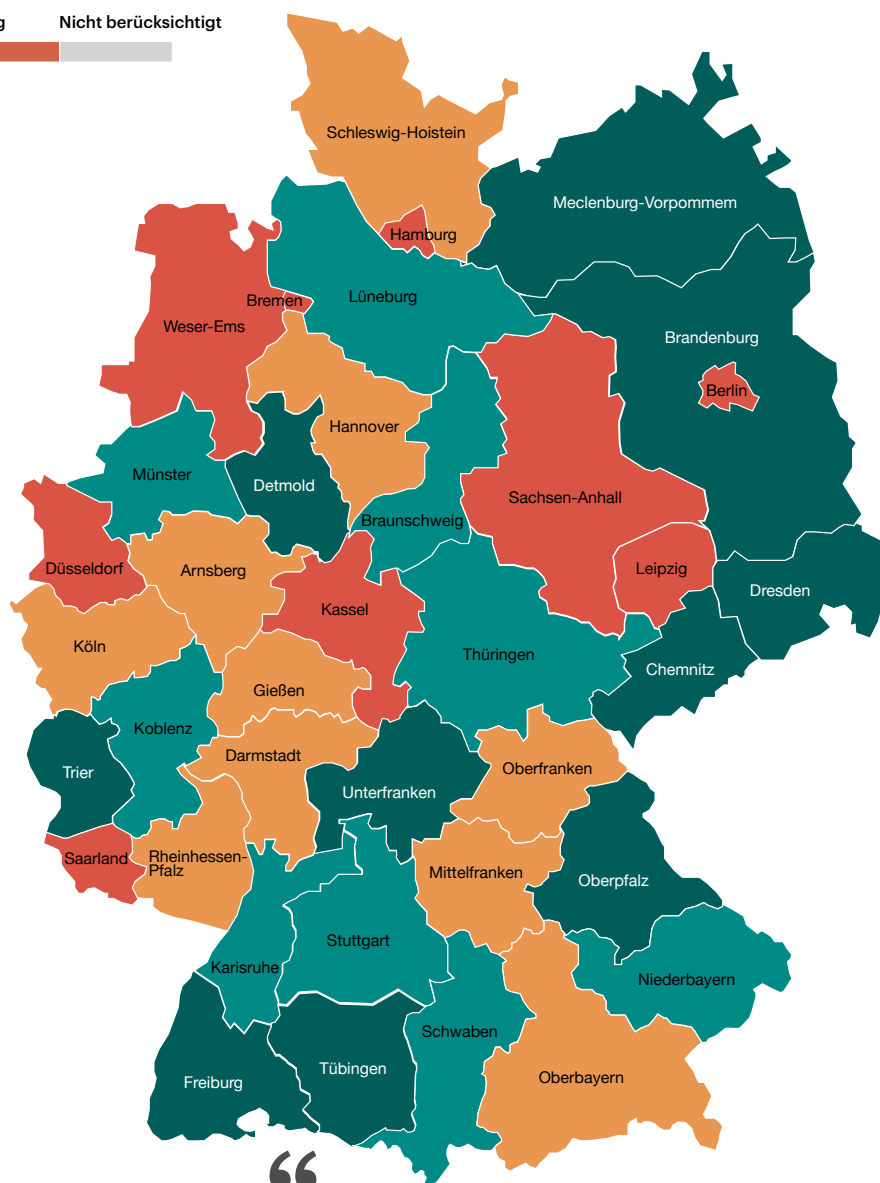 g Nicht berücksichtigt
Schleswig-Hoistein
Meclenburg-Vorpommem
Hamburg
Lüneburg
Bremen
Weser-Ems
Brandenburg
Berlin
Hannover
Münster
Detmold
Sachsen-Anhall
Braunschweig
Düsseldorf
Arnsberg
Leipzig
Dresden
Kassel
Köln
Thüringen
Chemnitz
Gießen
Koblenz
Darmstadt
Trier
Oberfranken
Unterfranken
Saarland
Rheinhessen-
Pfalz
Mittelfranken
Oberpfalz
Stuttgart
Karisruhe
Niederbayern
Schwaben
Tübingen
Oberbayern
Freiburg
“